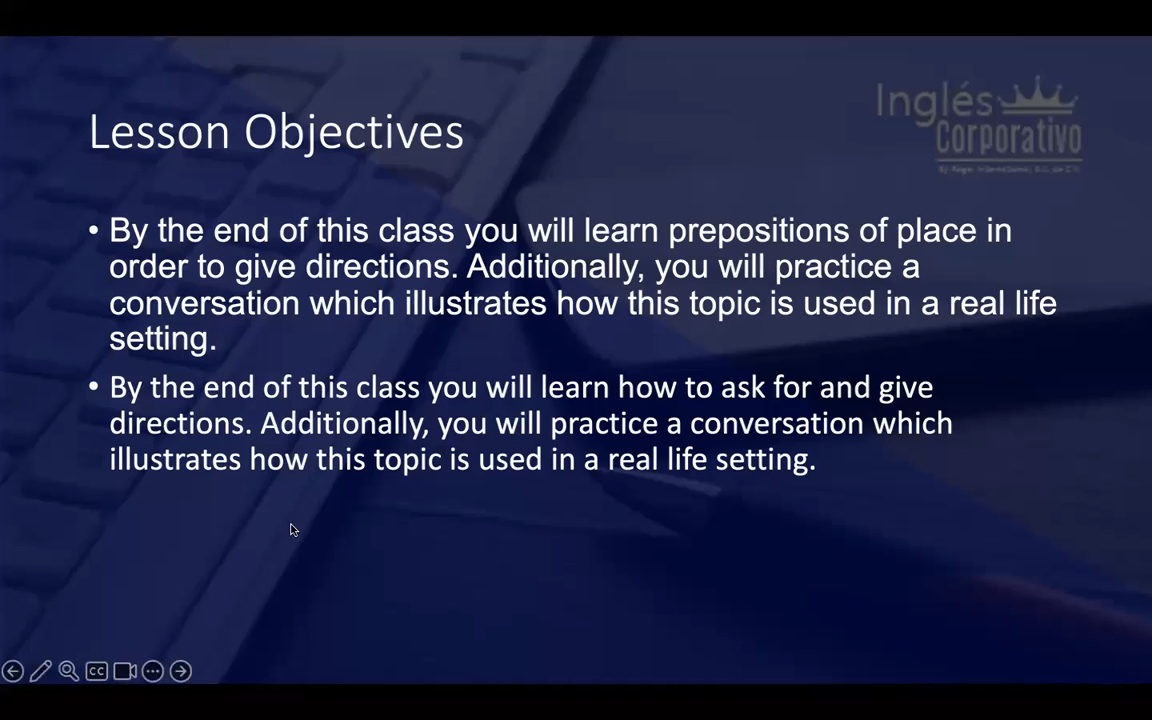 Inglés
Corporativo
Lesson Objectives
• By the end of this class you will learn prepositions of place in
order to give directions. Additionally, you will practice a
conversation which illustrates how this topic is used in a real life
setting.
• By the end of this class you will learn how to ask for and give
directions. Additionally, you will practice a conversation which
illustrates how this topic is used in a real life setting.
CC